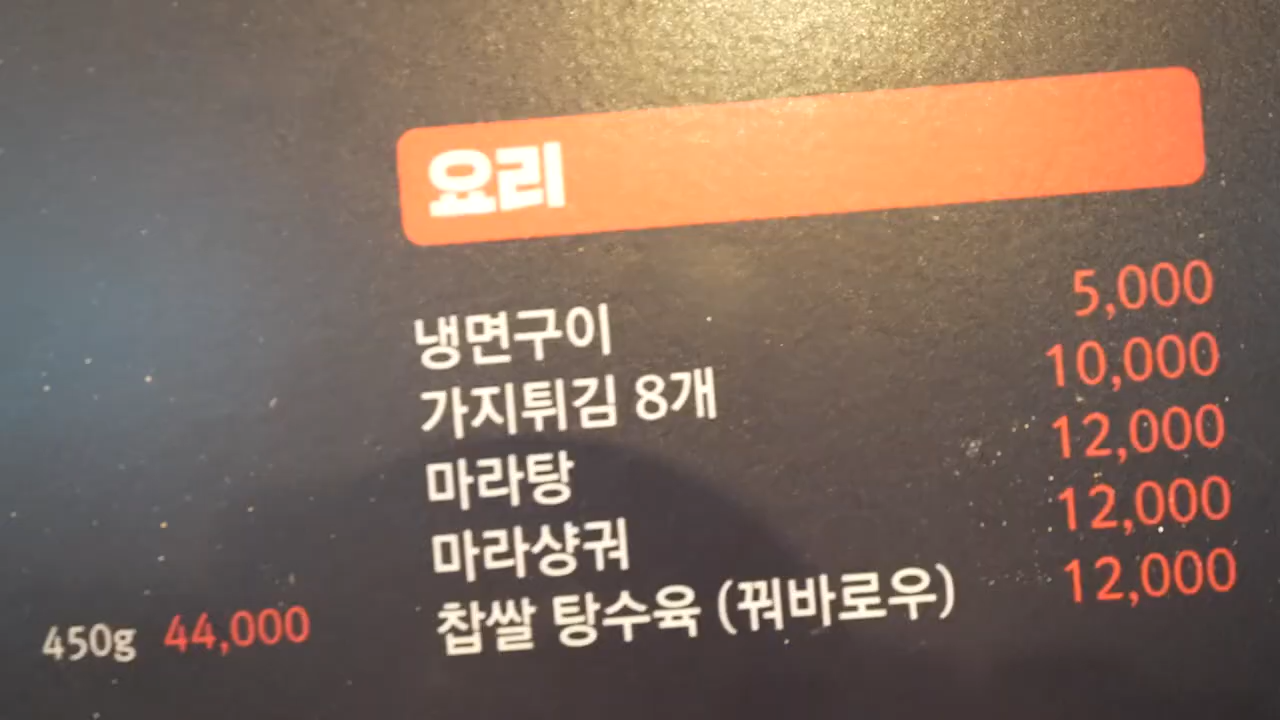 요리
냉면구이 5,000
가지튀김 8개 10,000
마라탕 12,000
마라샹궈 12,000
찹쌀 탕수육 (꿔바로우) 12,000
450g 44,000